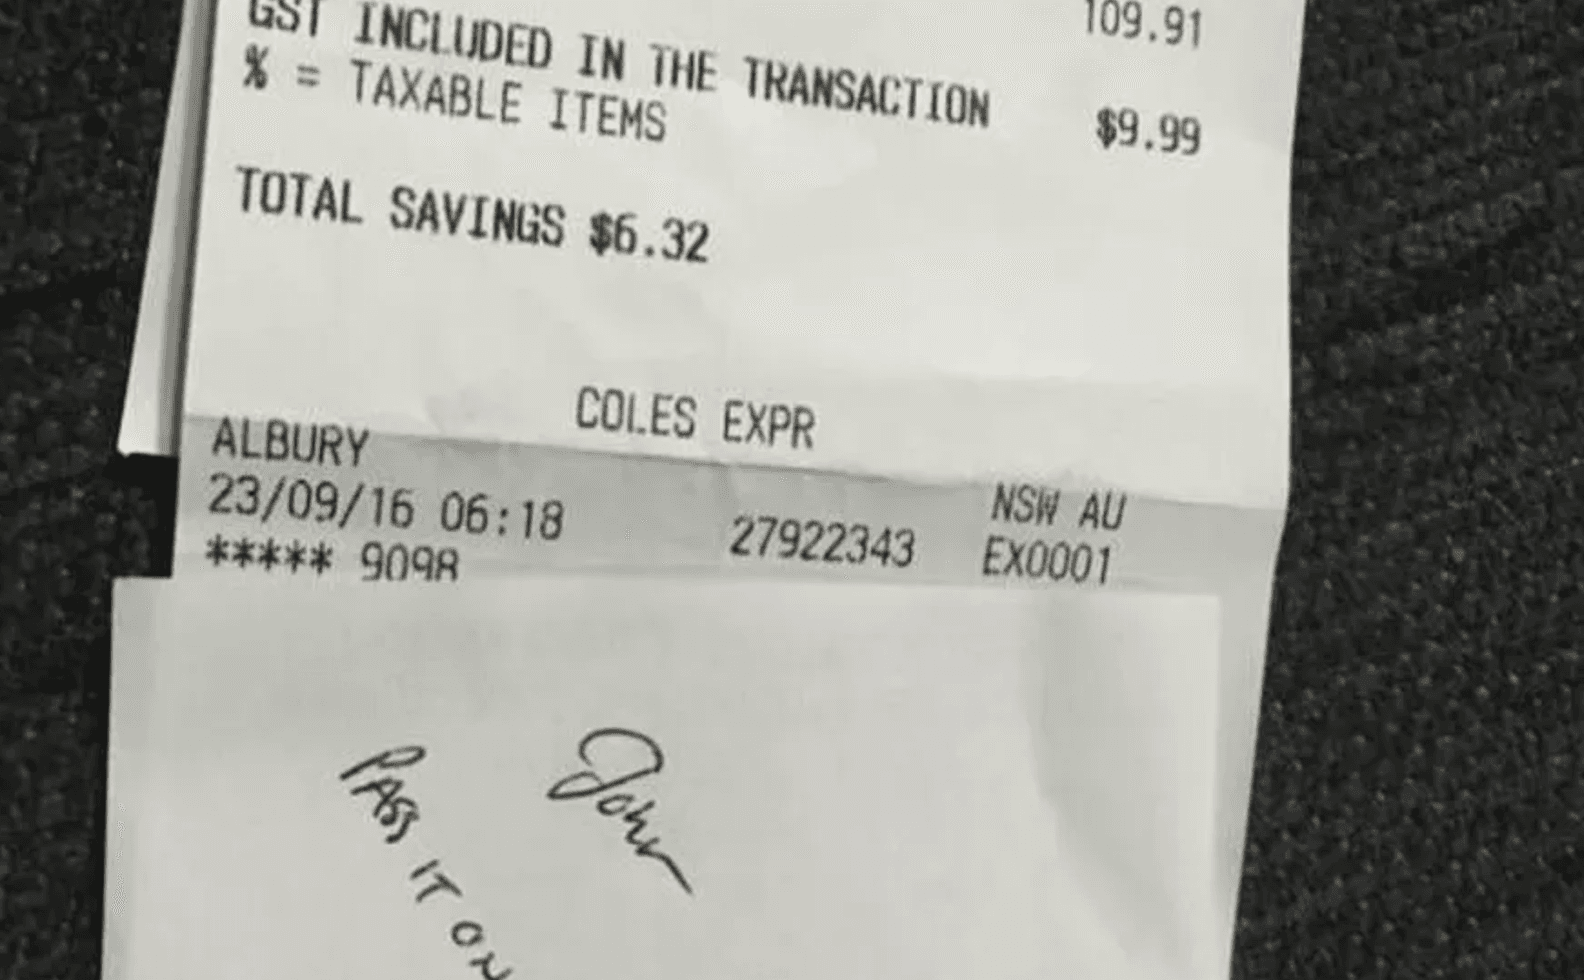 109.91
GST INCLUDED IN THE TRANSACTION $9.99
% = TAXABLE ITEMS
TOTAL SAVINGS $6.32
COLES EXPR
ALBURY NSW AU
23/09/16 06:18 27922343 EX0001
***** 9098
John
PASS IT ON